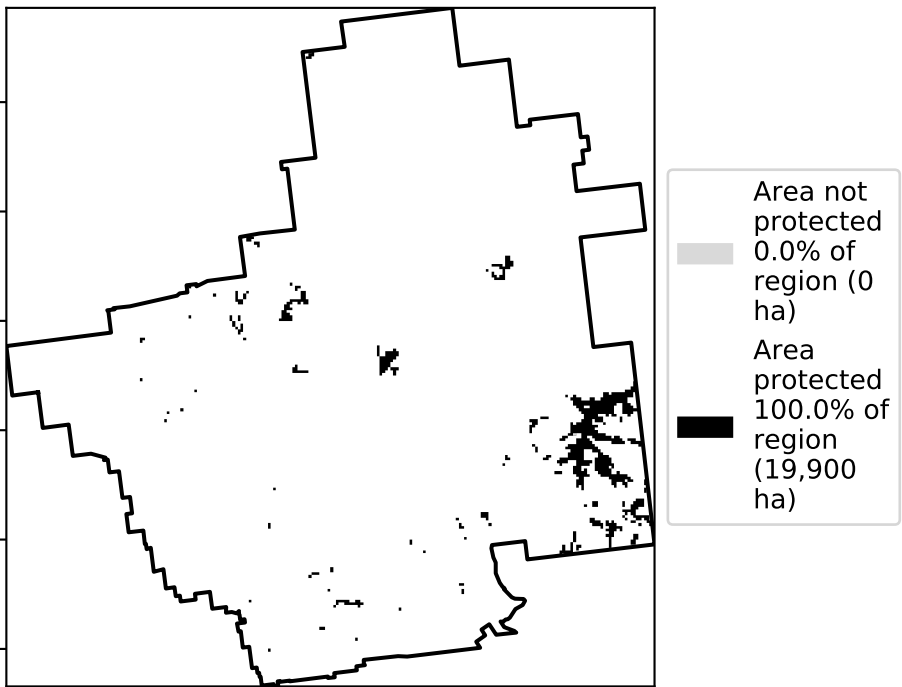 Area not
protected
0.0% of
region (0
ha)
Area
protected
100.0% of
region
(19,900
ha)